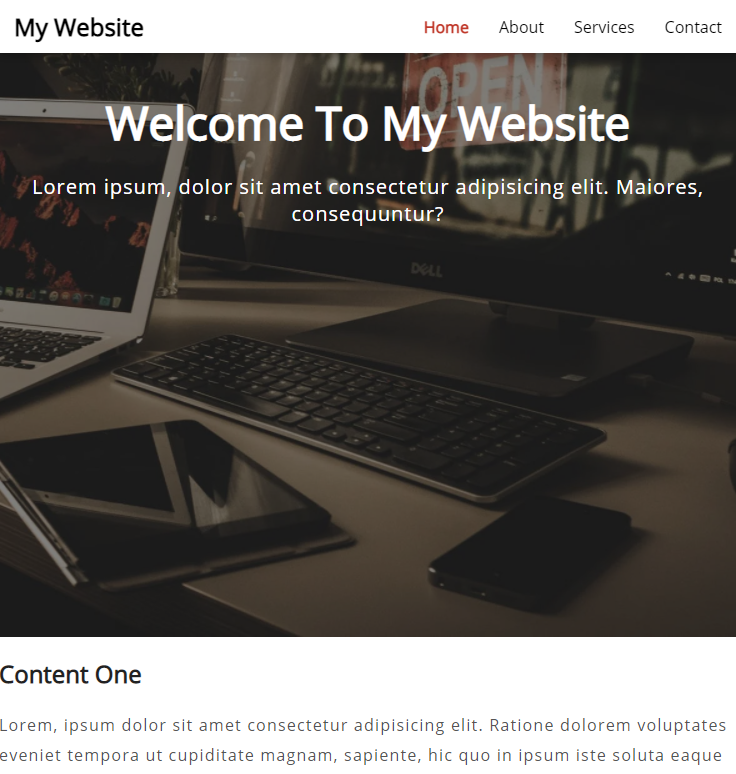 My Website
Home About Services Contact
OPEN
Welcome To My Website
Lorem ipsum, dolor sit amet consectetur adipisicing elit. Maiores,
consequuntur?
DELL
Content One
Lorem, ipsum dolor sit amet consectetur adipisicing elit. Ratione dolorem voluptates
eveniet tempora ut cupiditate magnam, sapiente, hic quo in ipsum iste soluta eaque